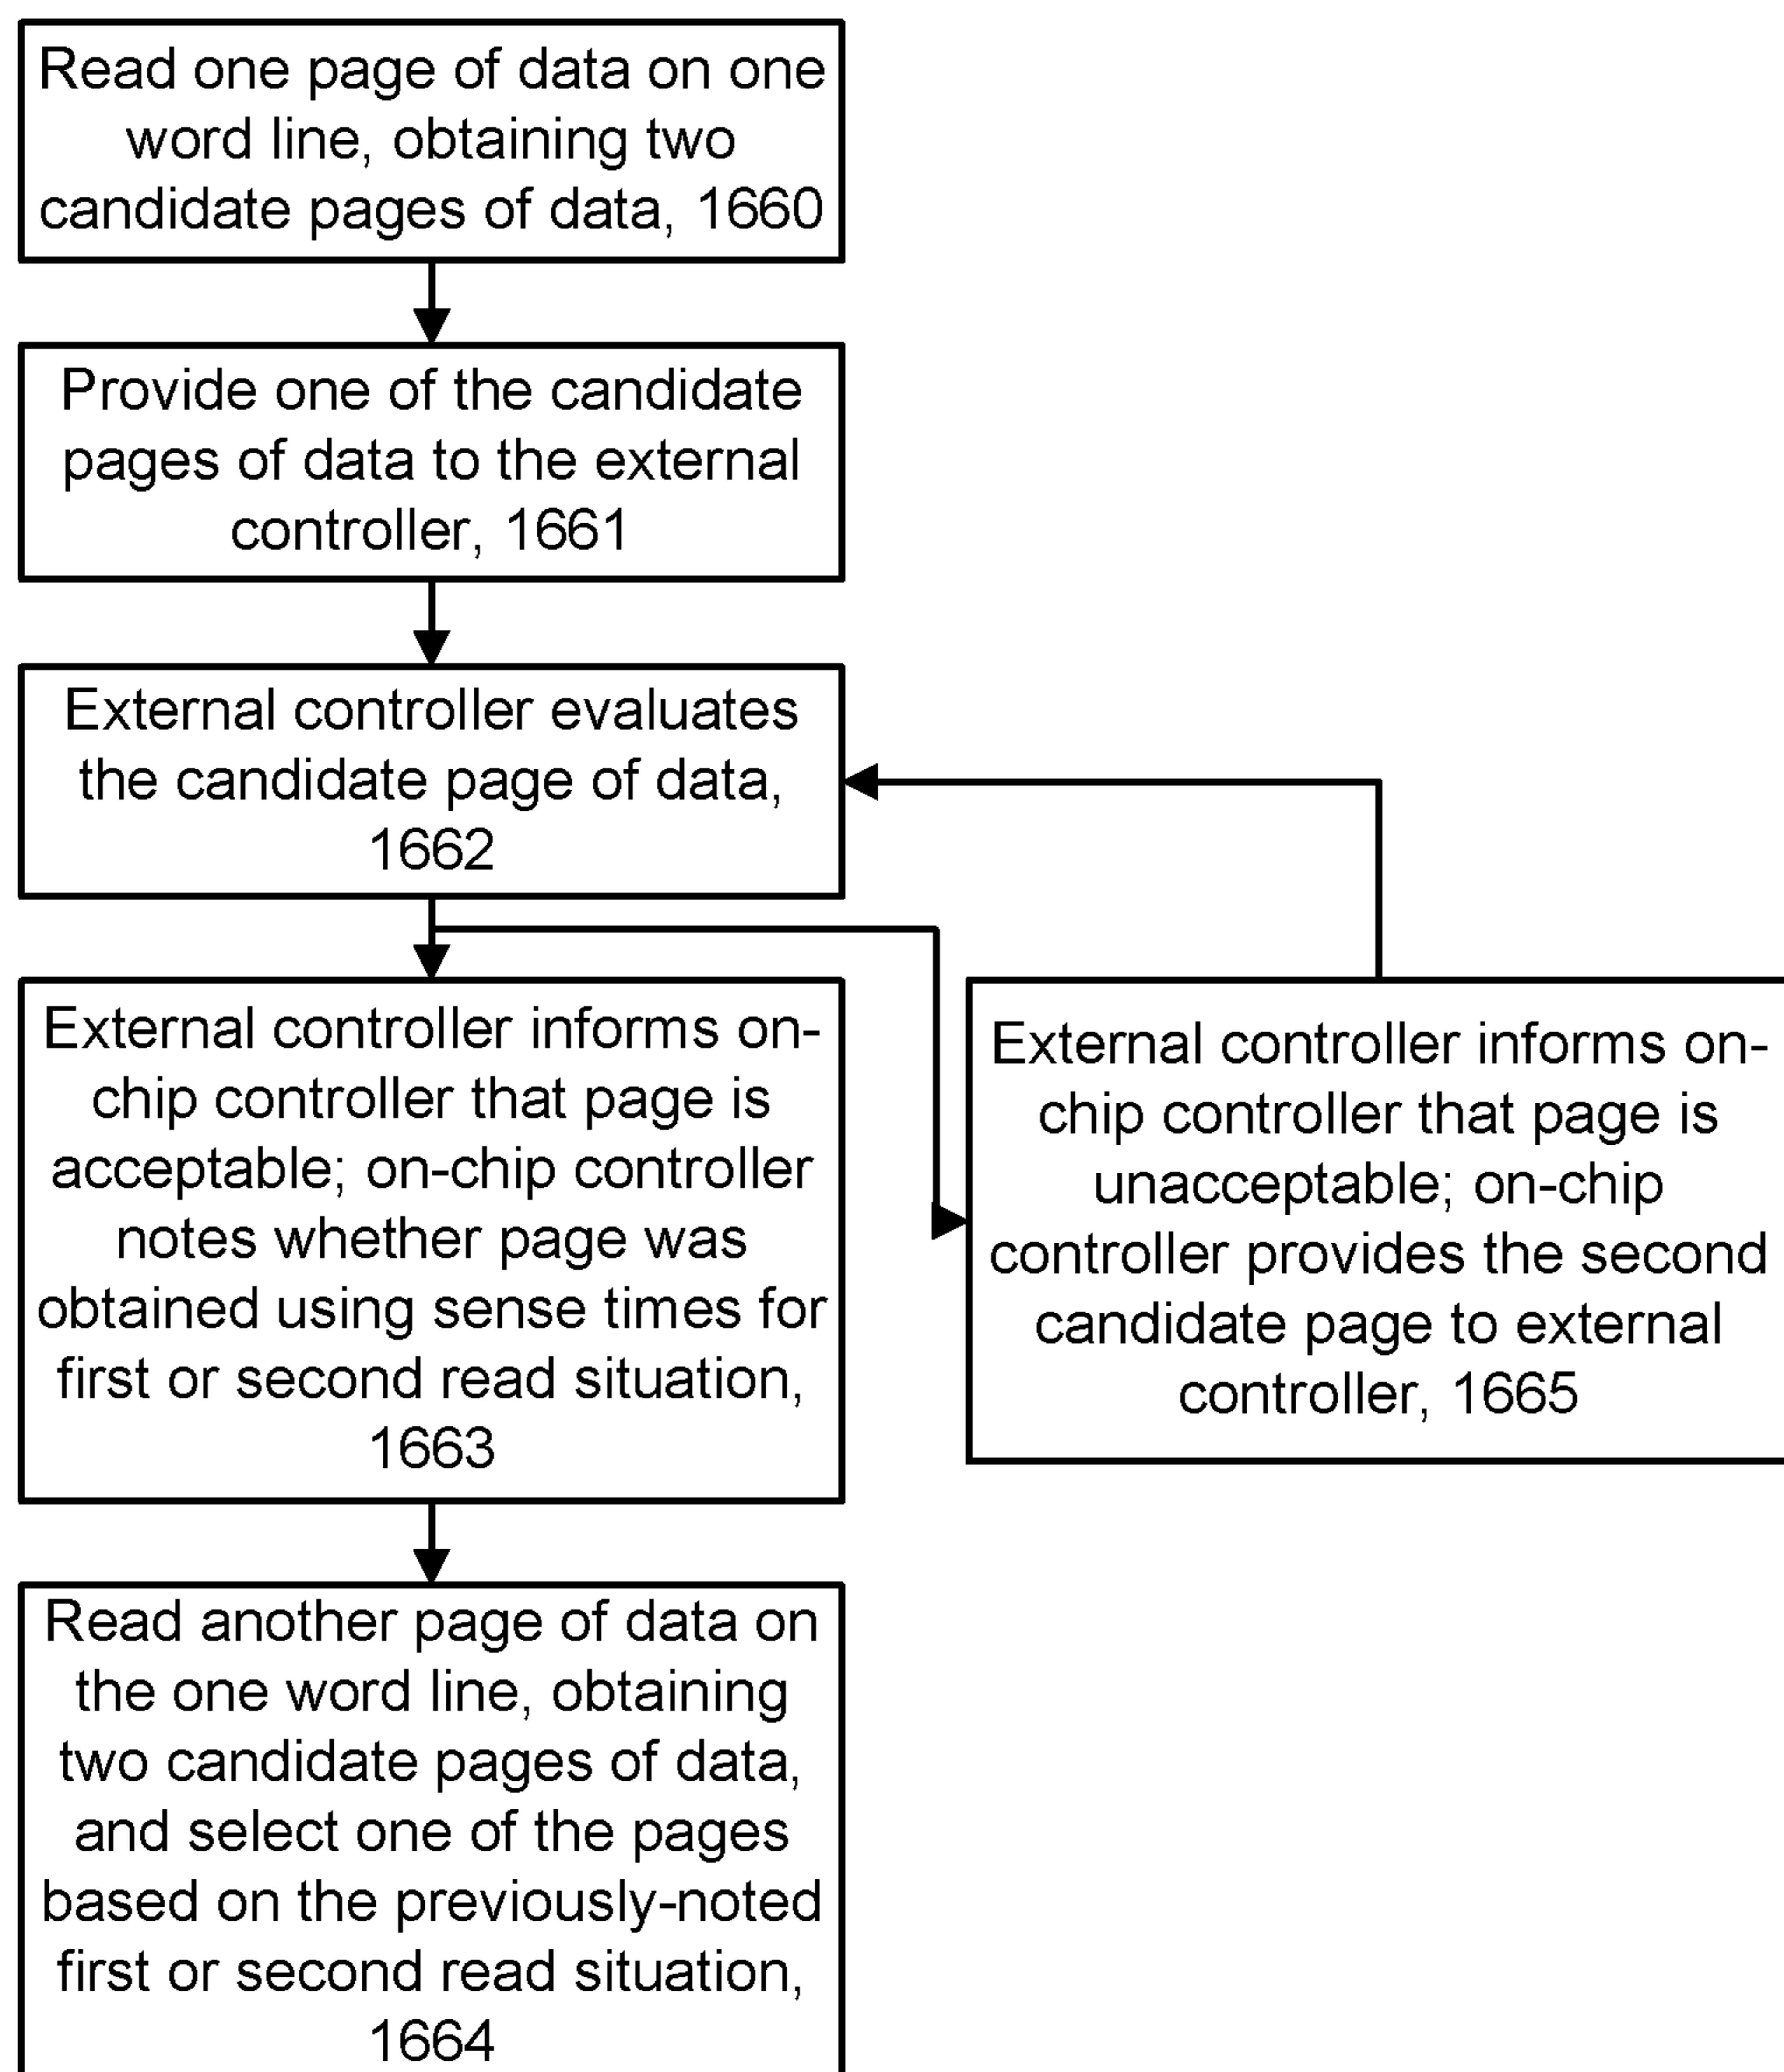 Read one page of data on one
word line, obtaining two
candidate pages of data, 1660
Provide one of the candidate
pages of data to the external
controller, 1661
External controller evaluates
the candidate page of data,
1662
External controller informs on-
chip controller that page is
acceptable; on-chip controller
notes whether page was
obtained using sense times for
first or second read situation,
1663
External controller informs on-
chip controller that page is
unacceptable; on-chip
controller provides the second
candidate page to external
controller, 1665
Read another page of data on
the one word line, obtaining
two candidate pages of data,
and select one of the pages
based on the previously-noted
first or second read situation,
1664